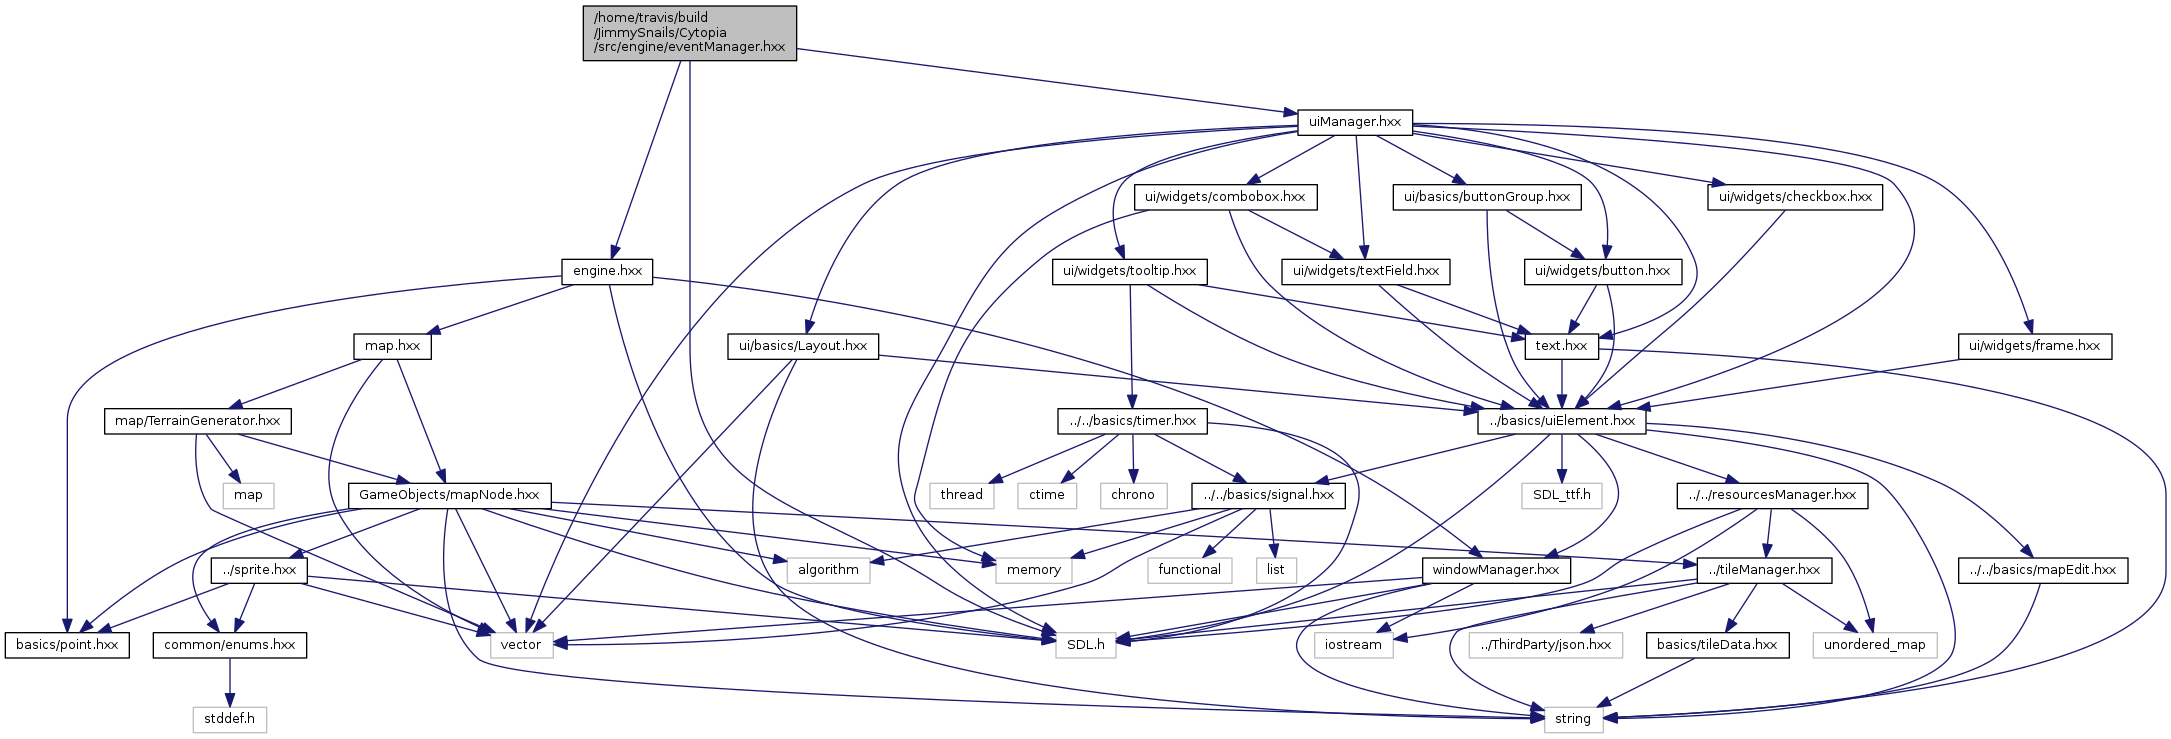 /home/travis/build
/JimmySnails/Cytopia
/src/engine/eventManager.hxx
uiManager.hxx
ui/widgets/combobox.hxx
ui/basics/buttonGroup.hxx
ui/widgets/checkbox.hxx
engine.hxx
ui/widgets/tooltip.hxx
ui/widgets/textField.hxx
ui/widgets/button.hxx
map.hxx
ui/basics/Layout.hxx
text.hxx
ui/widgets/frame.hxx
map/TerrainGenerator.hxx
../../basics/timer.hxx
../basics/uiElement.hxx
map
GameObjects/mapNode.hxx
thread
ctime
chrono
../../basics/signal.hxx
SDL_ttf.h
../../resourcesManager.hxx
../sprite.hxx
algorithm
memory
functional
list
windowManager.hxx
../tileManager.hxx
../../basics/mapEdit.hxx
basics/point.hxx
common/enums.hxx
vector
SDL.h
iostream
../ThirdParty/json.hxx
basics/tileData.hxx
unordered_map
stddef.h
string